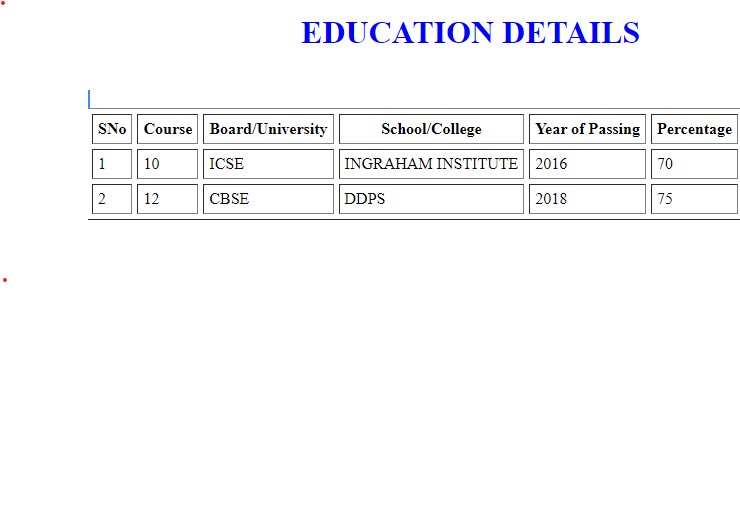 EDUCATION DETAILS
SNo Course Board/University School/College Year of Passing Percentage
1 10 ICSE INGRAHAM INSTITUTE 2016 70
2 12 CBSE DDPS 2018 75